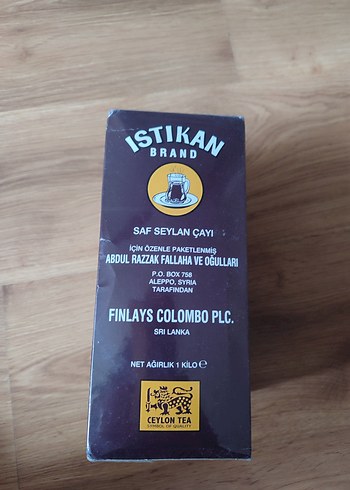 ISTIKAN
BRAND
SAF SEYLAN ÇAYI
İÇİN ÖZENLE PAKETLENMİŞ
ABDUL RAZZAK FALLAHA VE OĞULLARI
P.O. BOX 758
ALEPPO, SYRIA
TARAFINDAN
FINLAYS COLOMBO PLC.
SRI LANKA
NET AĞIRLIK 1 KİLO ℮
CEYLON TEA
SYMBOL OF QUALITY